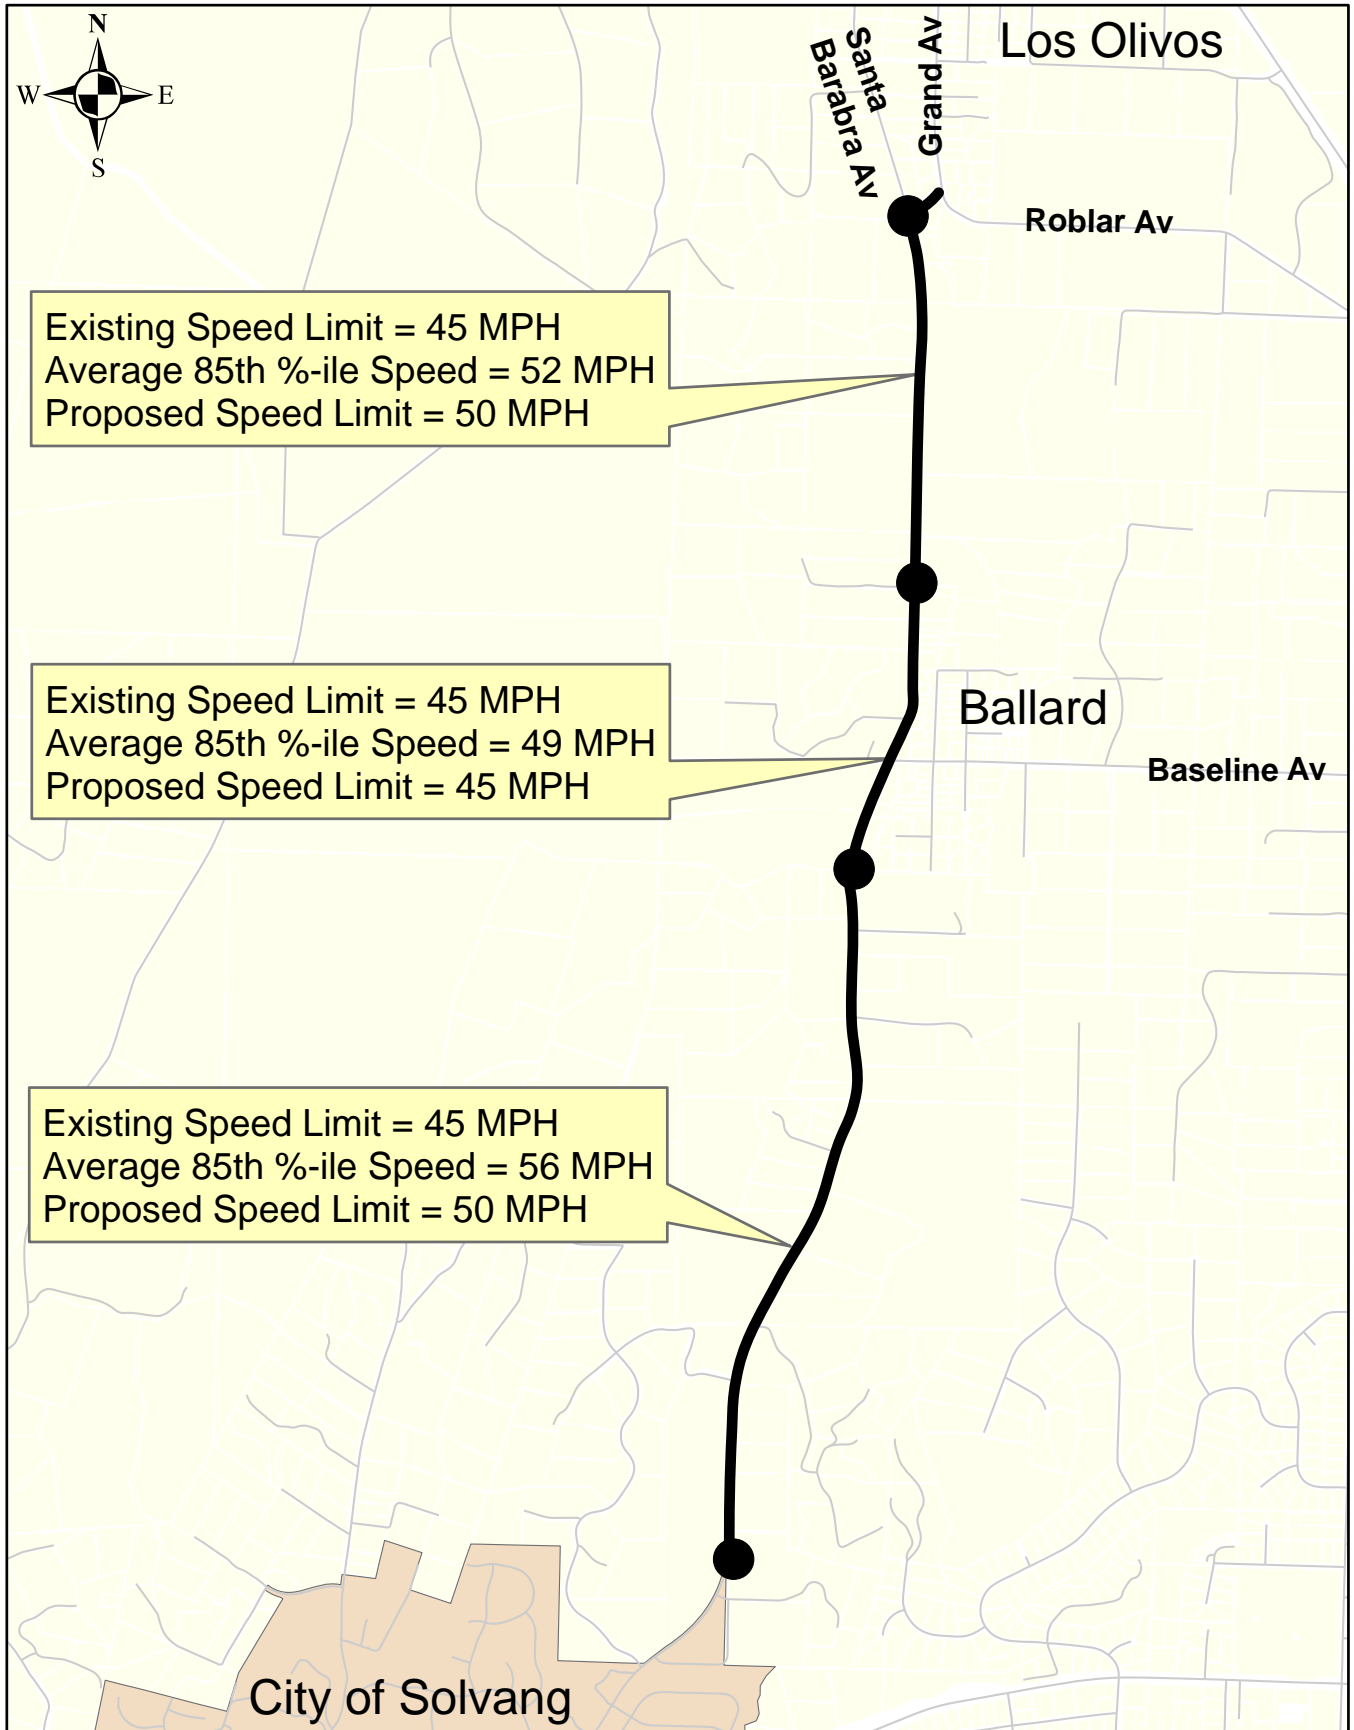 N
W
E
S
Los Olivos
Santa
Barabra Av
Grand Av
Roblar Av
Existing Speed Limit = 45 MPH
Average 85th %-ile Speed = 52 MPH
Proposed Speed Limit = 50 MPH
Existing Speed Limit = 45 MPH
Average 85th %-ile Speed = 49 MPH
Proposed Speed Limit = 45 MPH
Ballard
Baseline Av
Existing Speed Limit = 45 MPH
Average 85th %-ile Speed = 56 MPH
Proposed Speed Limit = 50 MPH
City of Solvang